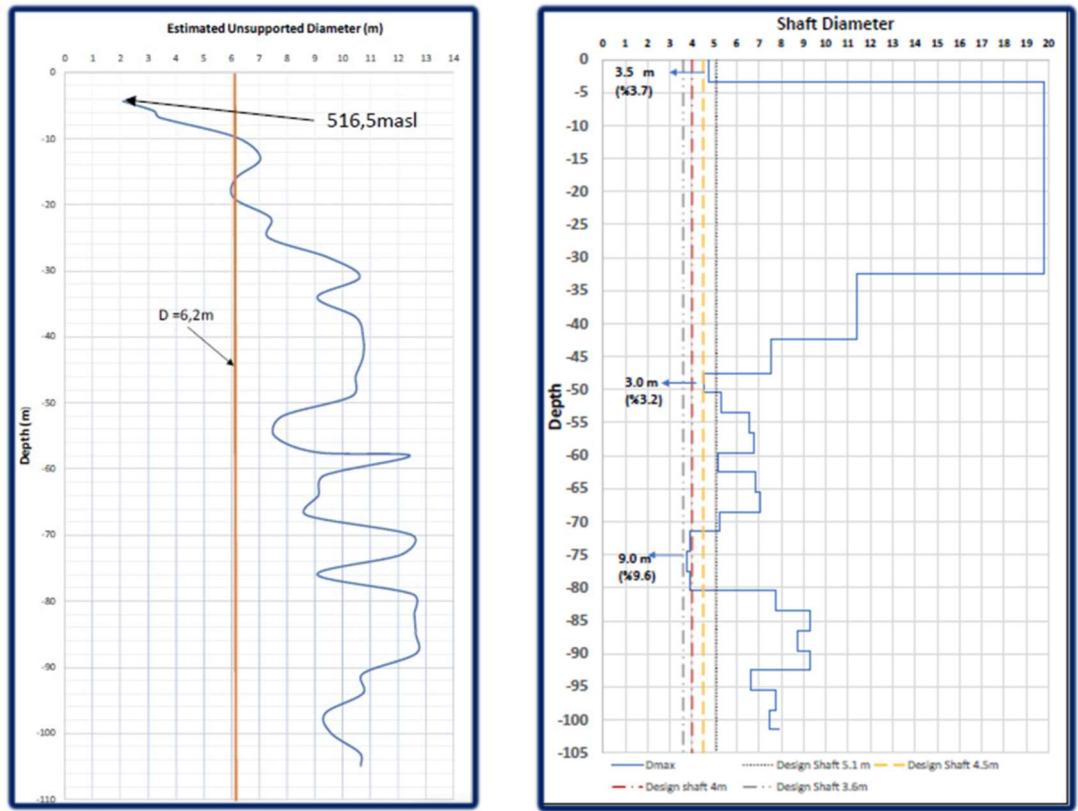 Estimated Unsupported Diameter (m)
0 1 2 3 4 5 6 7 8 9 10 11 12 13 14
0
-10
-20
-30
-40
-50
-60
-70
-80
-90
-100
-110
Depth (m)
516,5masl
D =6,2m
Shaft Diameter
0 1 2 3 4 5 6 7 8 9 10 11 12 13 14 15 16 17 18 19 20
0
-5
-10
-15
-20
-25
-30
-35
-40
-45
-50
-55
-60
-65
-70
-75
-80
-85
-90
-95
-100
-105
Depth
3.5 m
(%3.7)
3.0 m
(%3.2)
9.0 m
(%9.6)
Dmax
Design Shaft 5.1 m
Design Shaft 4.5m
Design shaft 4m
Design Shaft 3.6m